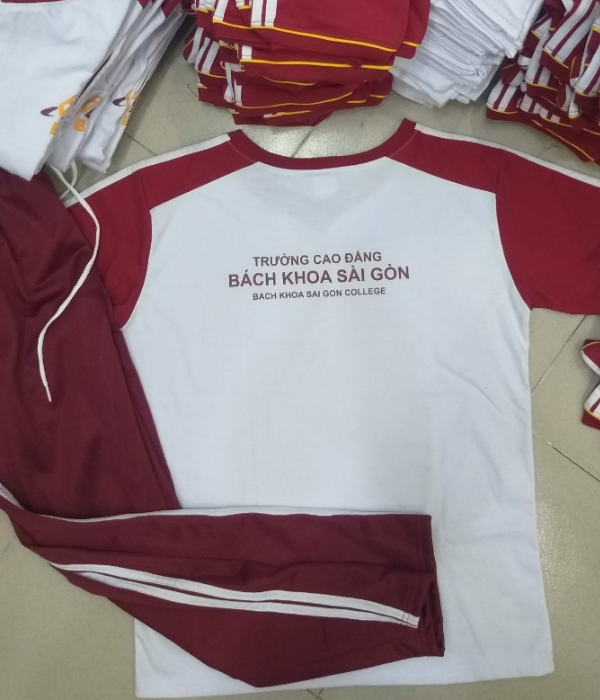 TRƯỜNG CAO ĐẲNG
BÁCH KHOA SÀI GÒN
BACH KHOA SAI GON COLLEGE